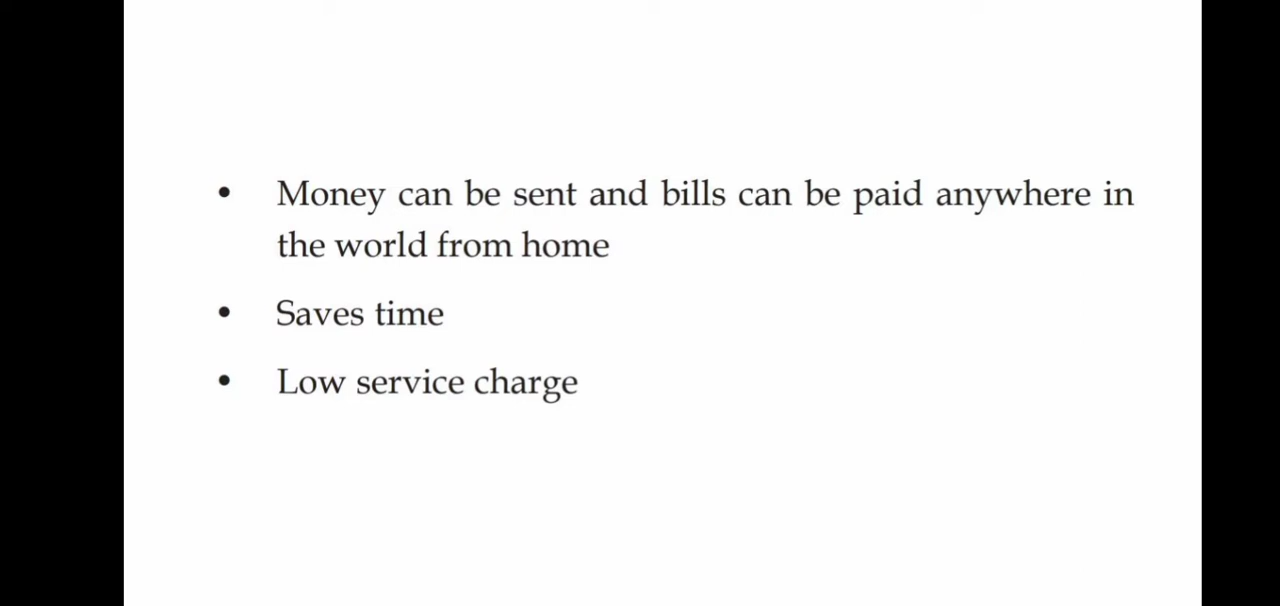 • Money can be sent and bills can be paid anywhere in
the world from home
• Saves time
• Low service charge